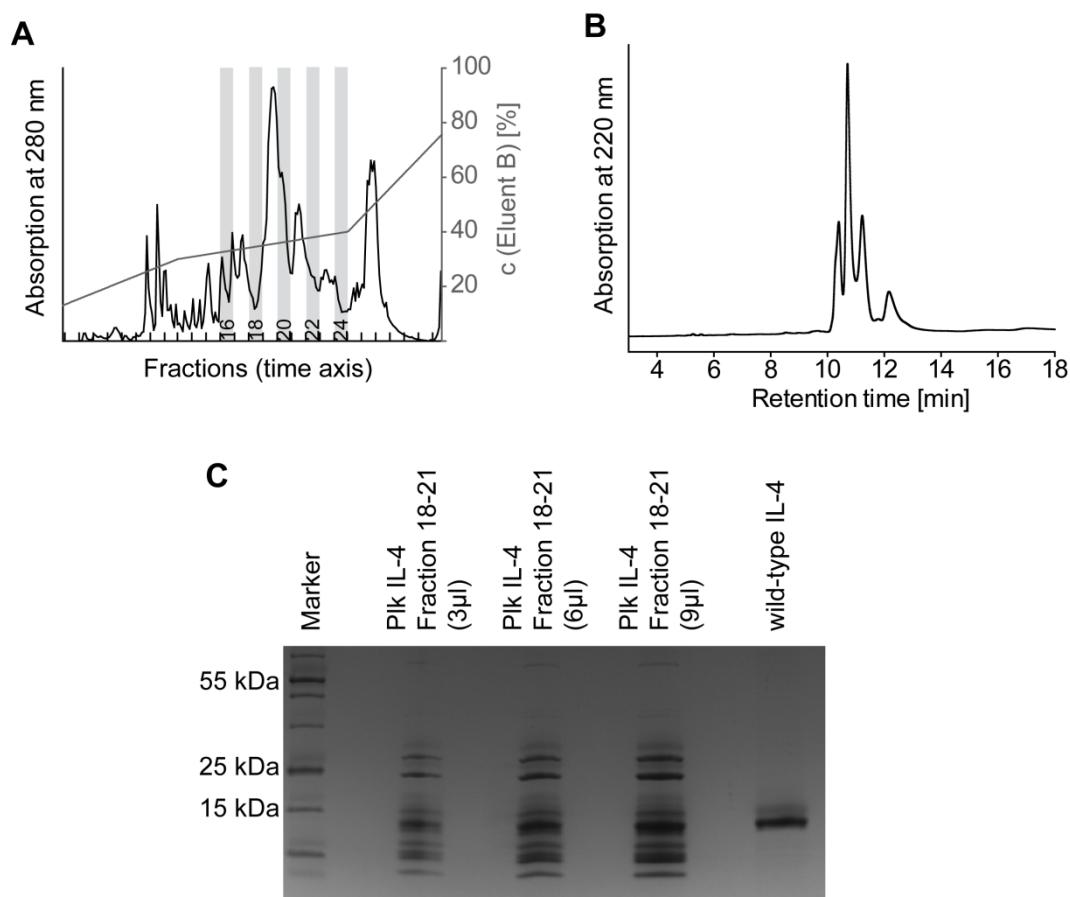 A
Absorption at 280 nm
100
80
60
40
20
c (Eluent B) [%]
16
18
20
22
24
Fractions (time axis)
B
Absorption at 220 nm
4
6
8
10
12
14
16
18
Retention time [min]
C
Marker
Plk IL-4
Fraction 18-21
(3µl)
Plk IL-4
Fraction 18-21
(6µl)
Plk IL-4
Fraction 18-21
(9µl)
wild-type IL-4
55 kDa
25 kDa
15 kDa